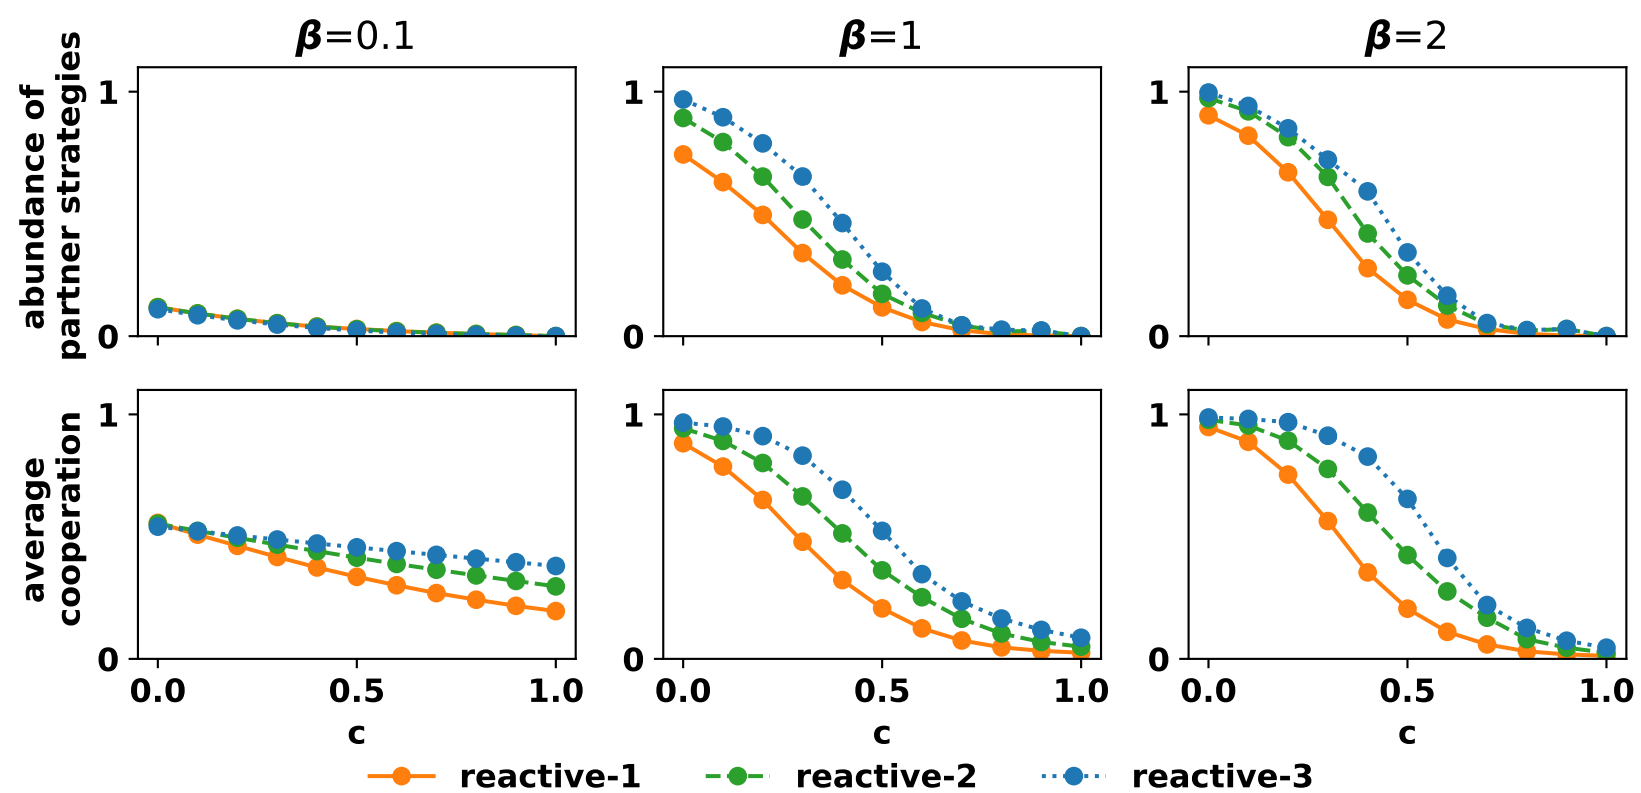 β=0.1
β=1
β=2
abundance of
partner strategies
1
0
1
0
1
0
average
cooperation
1
0
1
0
1
0
0.0 0.5 1.0
0.0 0.5 1.0
0.0 0.5 1.0
c
c
c
reactive-1
reactive-2
reactive-3